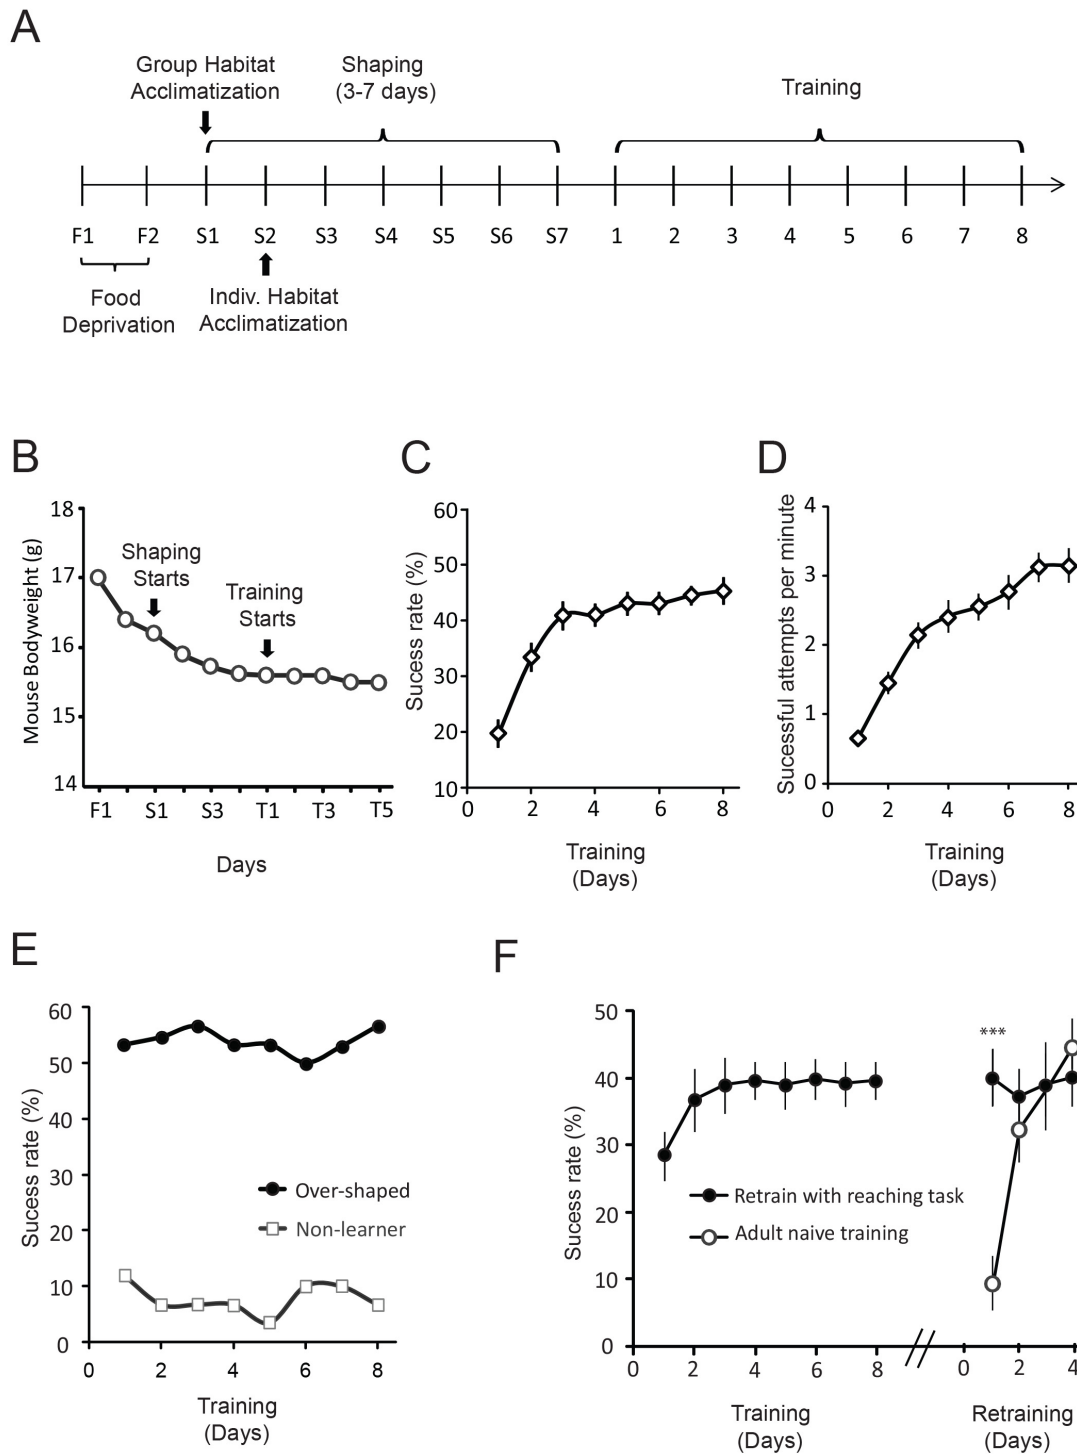 A
Group Habitat
Acclimatization
Shaping
(3-7 days)
Training
F1 F2 S1 S2 S3 S4 S5 S6 S7 1 2 3 4 5 6 7 8
Food
Deprivation
Indiv. Habitat
Acclimatization
B
Mouse Bodyweight (g)
18
17
16
15
14
Shaping
Starts
Training
Starts
F1 S1 S3 T1 T3 T5
Days
C
Sucess rate (%)
60
50
40
30
20
10
0 2 4 6 8
Training
(Days)
D
Sucessful attempts per minute
4
3
2
1
0
0 2 4 6 8
Training
(Days)
E
Sucess rate (%)
60
50
40
30
20
10
0
Over-shaped
Non-learner
0 2 4 6 8
Training
(Days)
F
Sucess rate (%)
50
40
30
20
10
0
***
Retrain with reaching task
Adult naive training
0 2 4 6 8 0 2 4
Training
(Days)
Retraining
(Days)